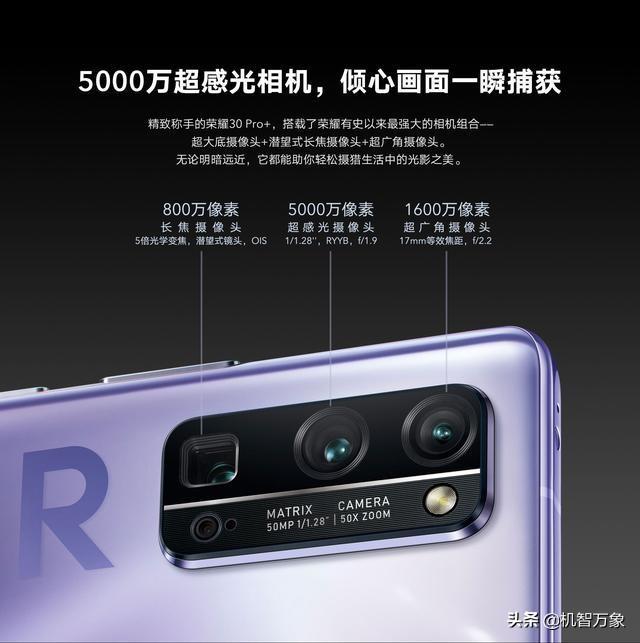 5000万超感光相机，倾心画面一瞬捕获
精致称手的荣耀30 Pro+，搭载了荣耀有史以来最强大的相机组合——
超大底摄像头+潜望式长焦摄像头+超广角摄像头。
无论明暗远近，它都能助你轻松摄猎生活中的光影之美。
800万像素
长焦摄像头
5倍光学变焦，潜望式镜头，OIS
5000万像素
超感光摄像头
1/1.28''，RYYB，f/1.9
1600万像素
超广角摄像头
17mm等效焦距，f/2.2
R
MATRIX CAMERA
50MP 1/1.28" | 50X ZOOM
头条 @机智万象